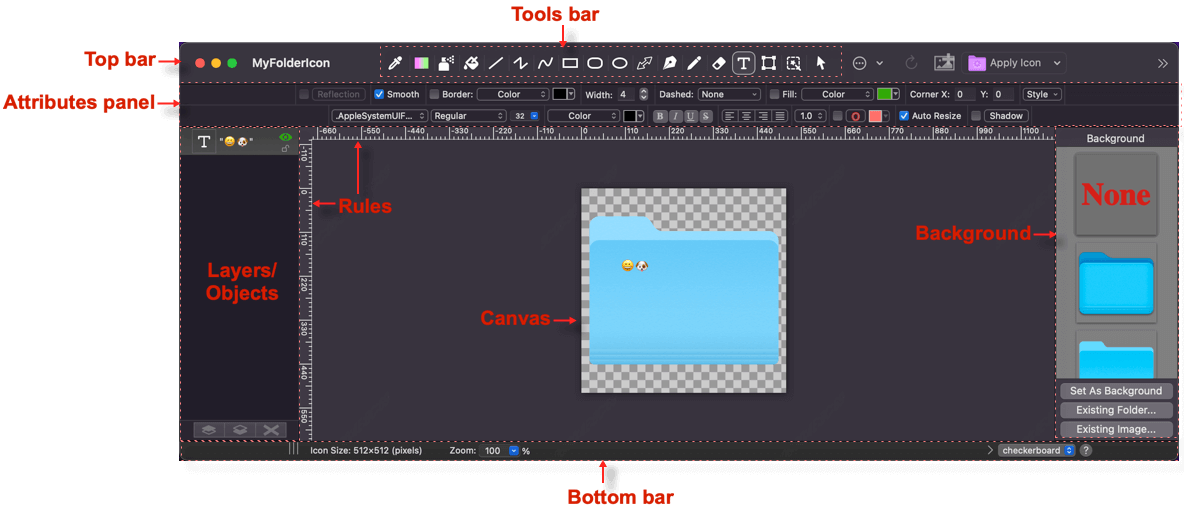 Tools bar
Top bar
MyFolderIcon
T
Apply Icon
Attributes panel
Reflection
Smooth
Border: Color
Width: 4
Dashed: None
Fill: Color
Corner X: 0 Y: 0
Style
.AppleSystemUIF...
Regular
32
Color
B I U S
1.0
O
Auto Resize
Shadow
T "😀🐶"
-660 -550 -440 -330 -220 -110 0 110 220 330 440 550 660 770 880 990 1100
-110
0
110
220
330
440
550
Background
None
Rules
Background
Layers/
Objects
Canvas
Set As Background
Existing Folder...
Existing Image...
Icon Size: 512×512 (pixels)
Zoom: 100 %
checkerboard
?
Bottom bar